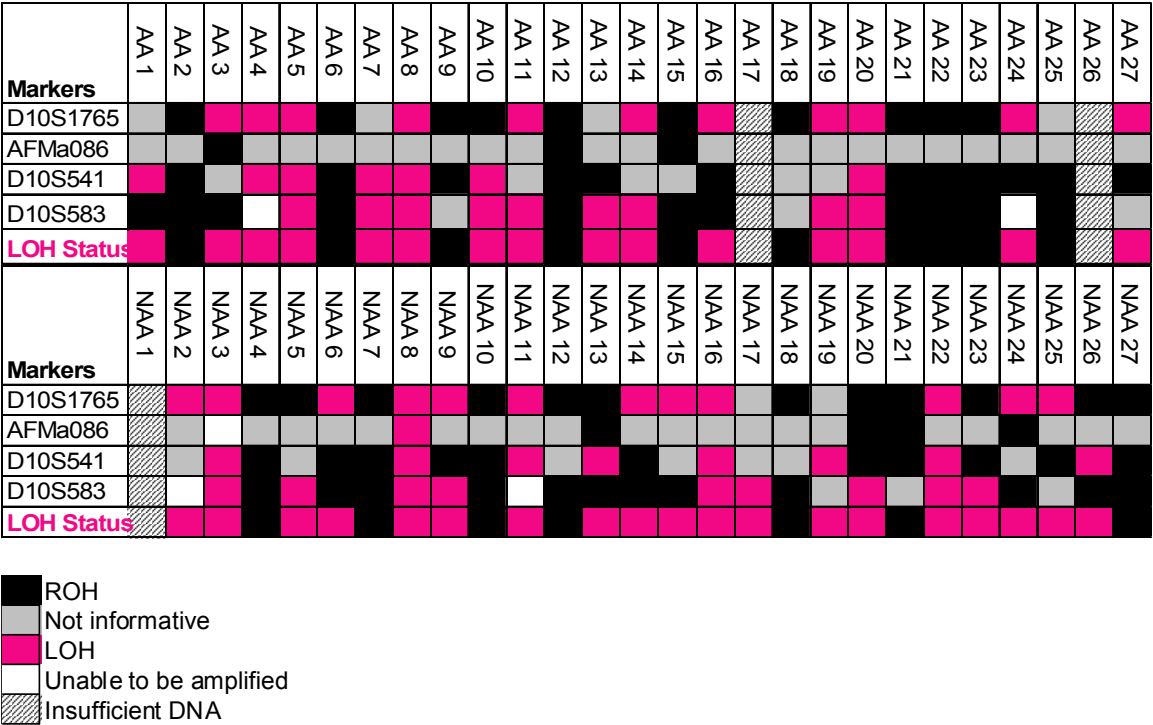 Markers AA 1 AA 2 AA 3 AA 4 AA 5 AA 6 AA 7 AA 8 AA 9 AA 10 AA 11 AA 12 AA 13 AA 14 AA 15 AA 16 AA 17 AA 18 AA 19 AA 20 AA 21 AA 22 AA 23 AA 24 AA 25 AA 26 AA 27
D10S1765
AFMa086
D10S541
D10S583
LOH Status
Markers NAA 1 NAA 2 NAA 3 NAA 4 NAA 5 NAA 6 NAA 7 NAA 8 NAA 9 NAA 10 NAA 11 NAA 12 NAA 13 NAA 14 NAA 15 NAA 16 NAA 17 NAA 18 NAA 19 NAA 20 NAA 21 NAA 22 NAA 23 NAA 24 NAA 25 NAA 26 NAA 27
D10S1765
AFMa086
D10S541
D10S583
LOH Status
ROH
Not informative
LOH
Unable to be amplified
Insufficient DNA